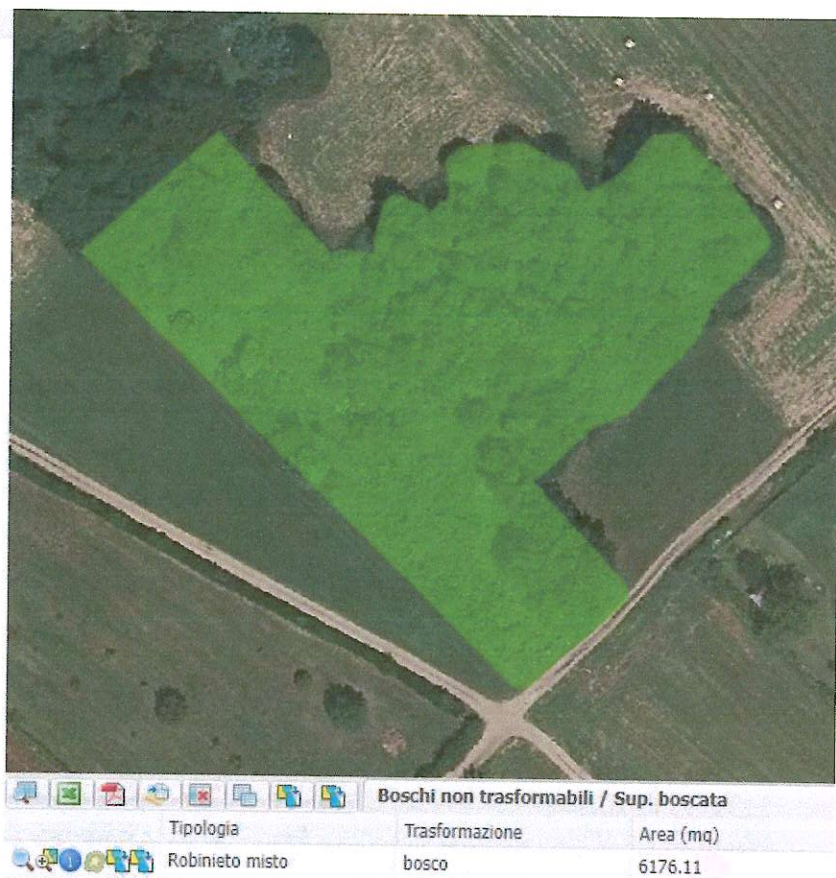 Boschi non trasformabili / Sup. boscata
Tipologia Trasformazione Area (mq)
Robinieto misto bosco 6176.11